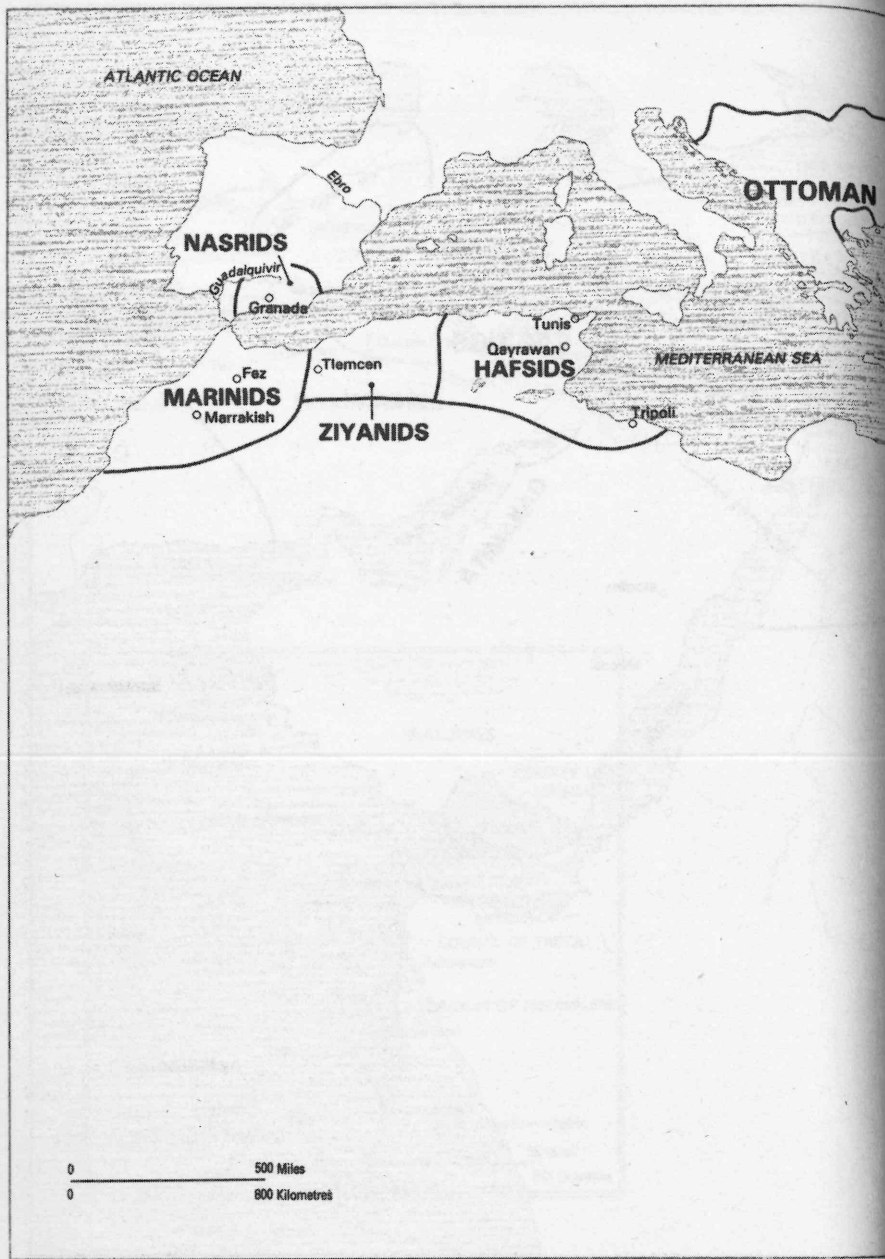 ATLANTIC OCEAN
Ebro
OTTOMAN
NASRIDS
Guadalquivir
Granada
Tunis
Qayrawan
MEDITERRANEAN SEA
HAFSIDS
Tlemcen
Fez
MARINIDS
Marrakish
Tripoli
ZIYANIDS
0 500 Miles
0 800 Kilometres